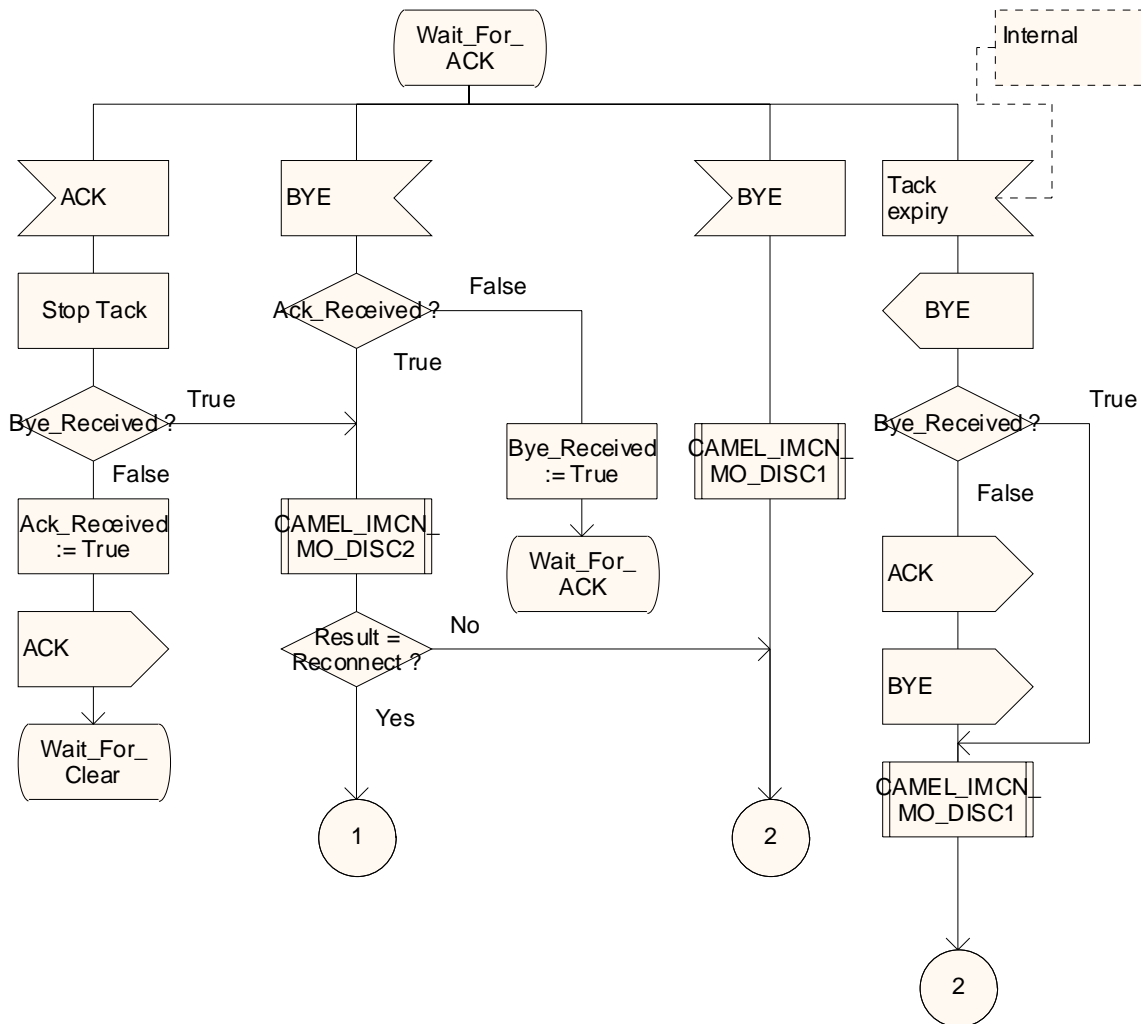 Wait_For_
ACK
Internal
ACK
BYE
BYE
Tack
expiry
Stop Tack
Ack_Received ?
False
True
BYE
Bye_Received ?
True
False
Bye_Received
:= True
CAMEL_IMCN_
MO_DISC1
Bye_Received ?
True
False
Ack_Received
:= True
CAMEL_IMCN_
MO_DISC2
Wait_For_
ACK
ACK
ACK
Result =
Reconnect ?
No
Yes
BYE
Wait_For_
Clear
CAMEL_IMCN_
MO_DISC1
1
2
2